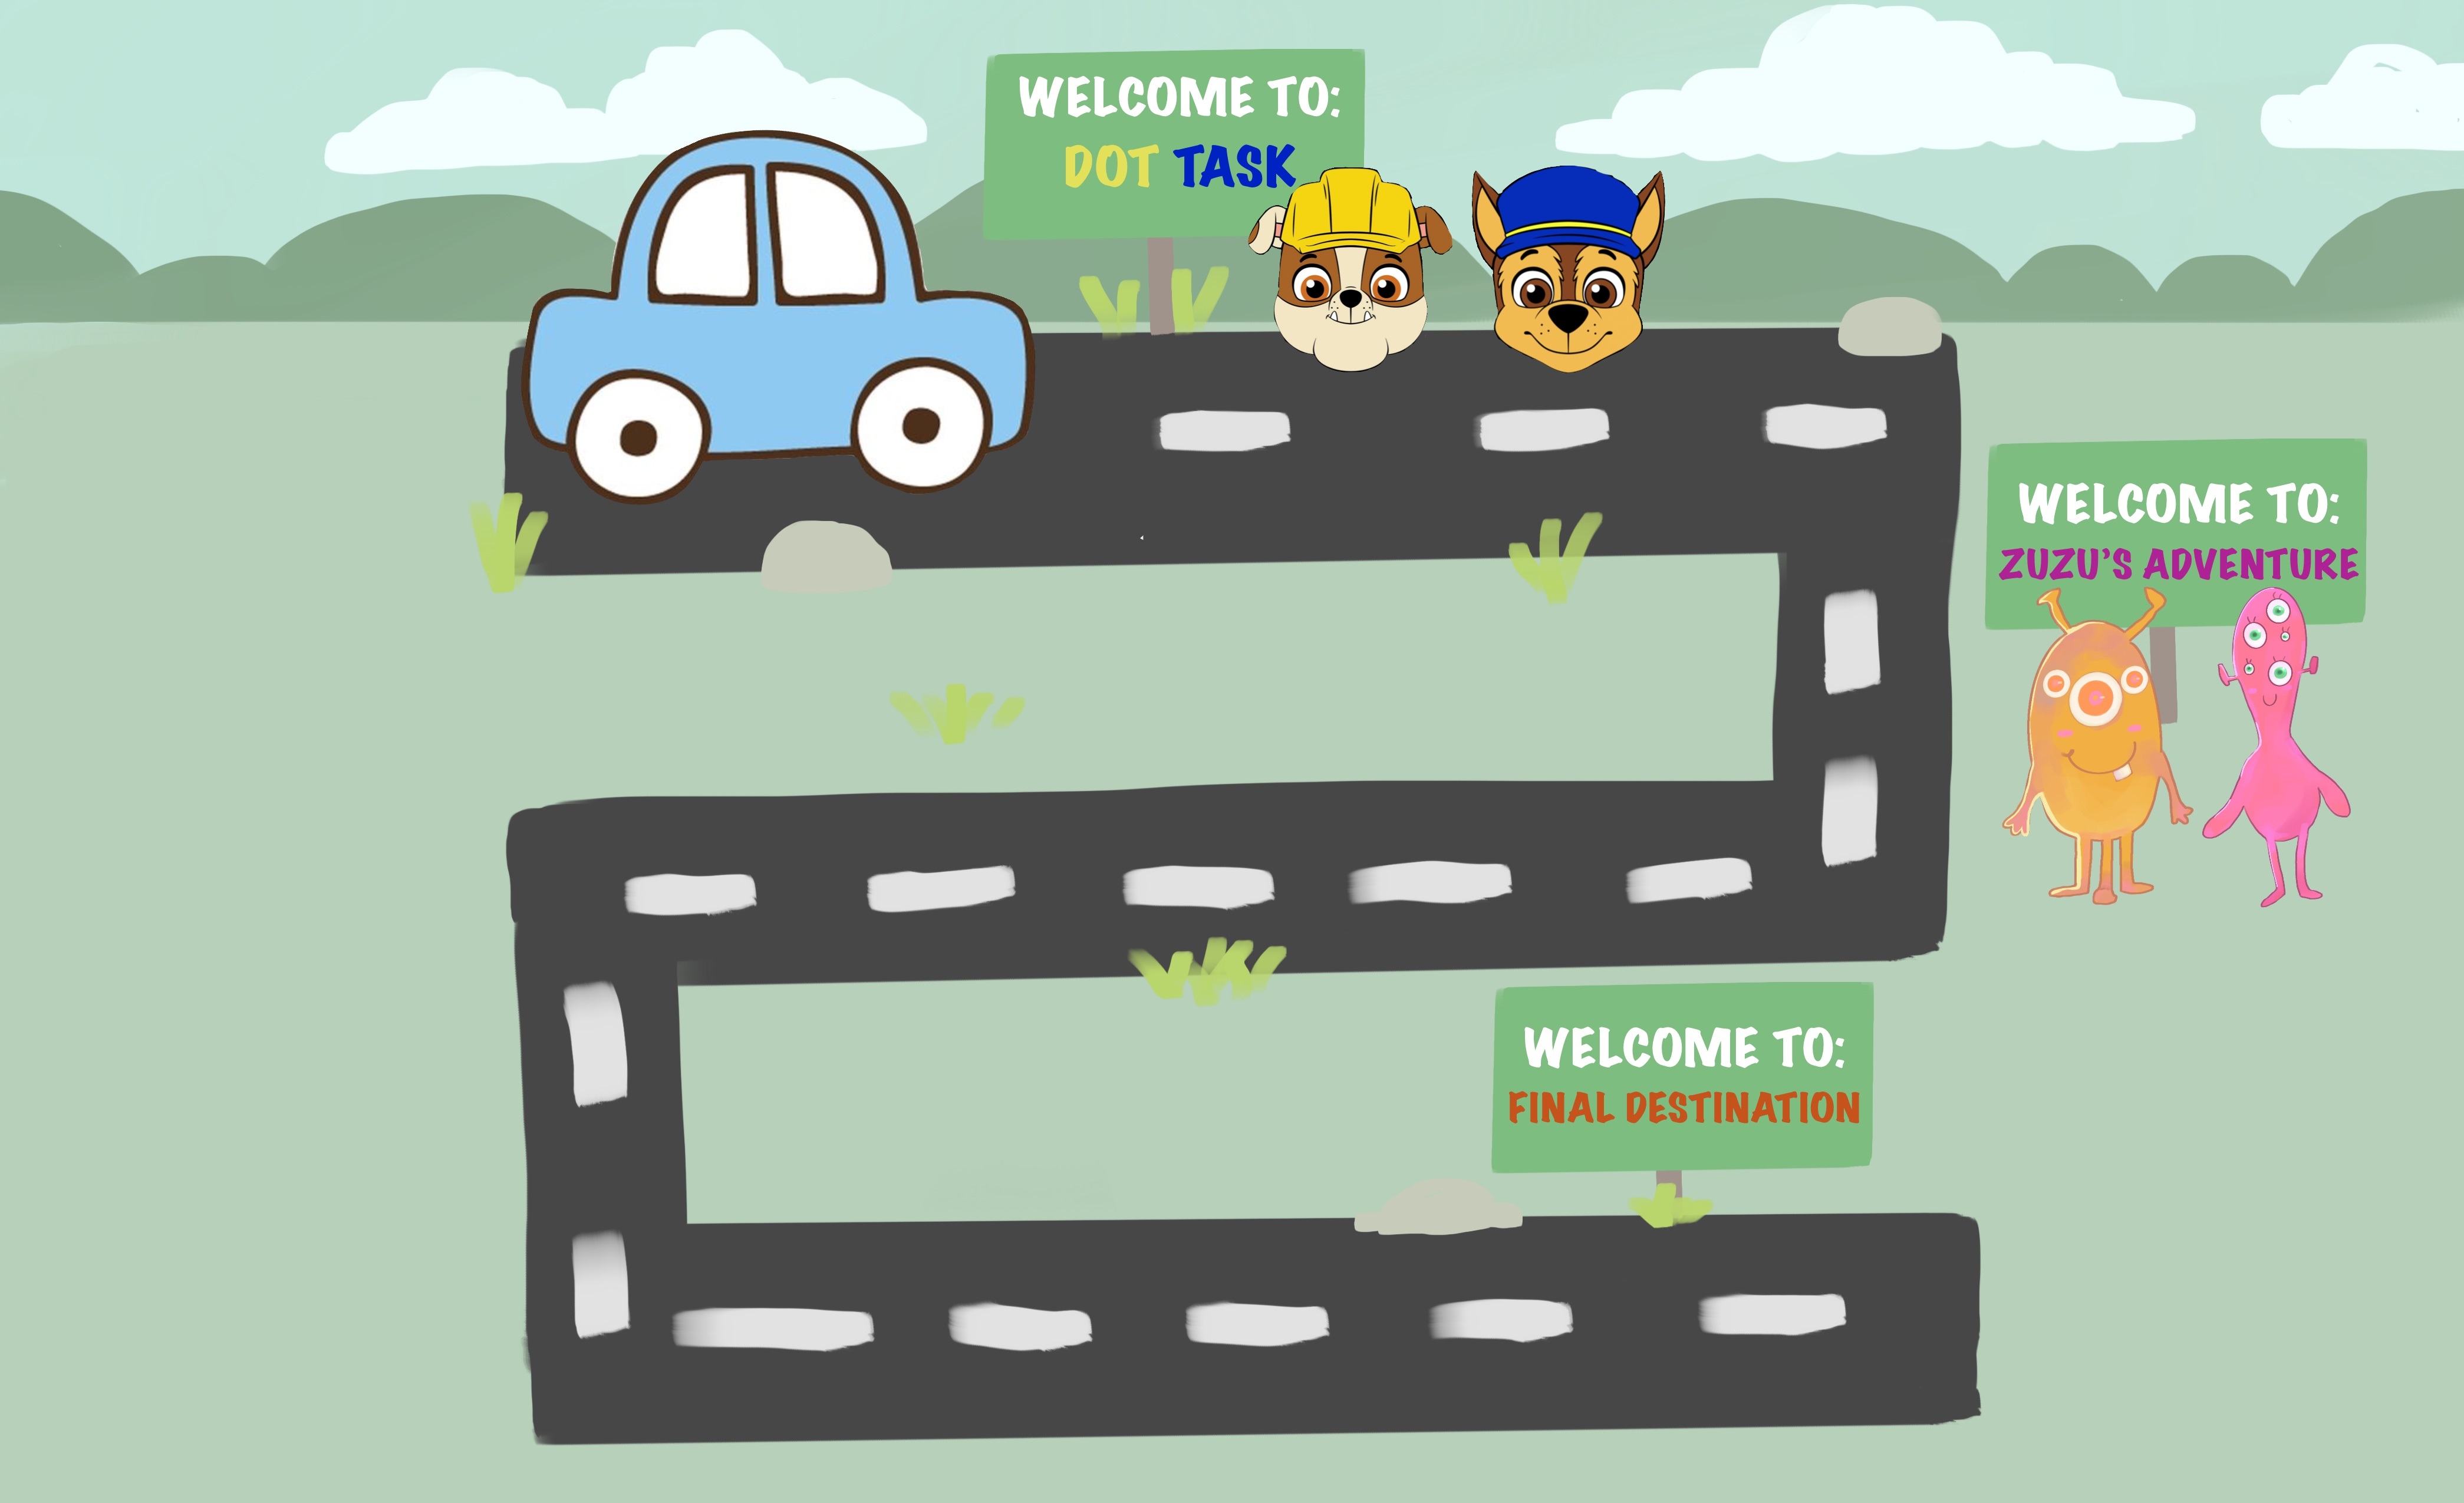 WELCOME TO:
DOT TASK
WELCOME TO:
ZUZU'S ADVENTURE
WELCOME TO:
FINAL DESTINATION